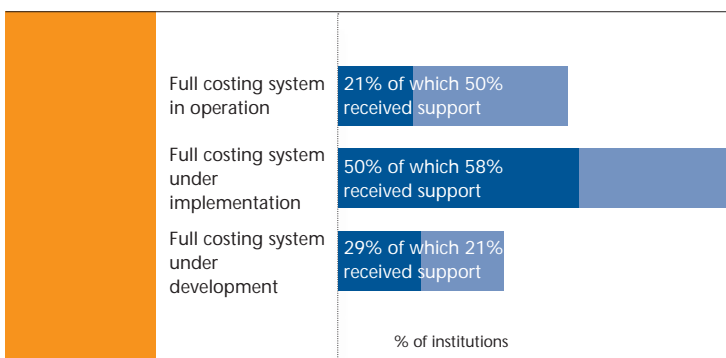 Full costing system
in operation
21% of which 50%
received support
Full costing system
under
implementation
50% of which 58%
received support
Full costing system
under
development
29% of which 21%
received support
% of institutions